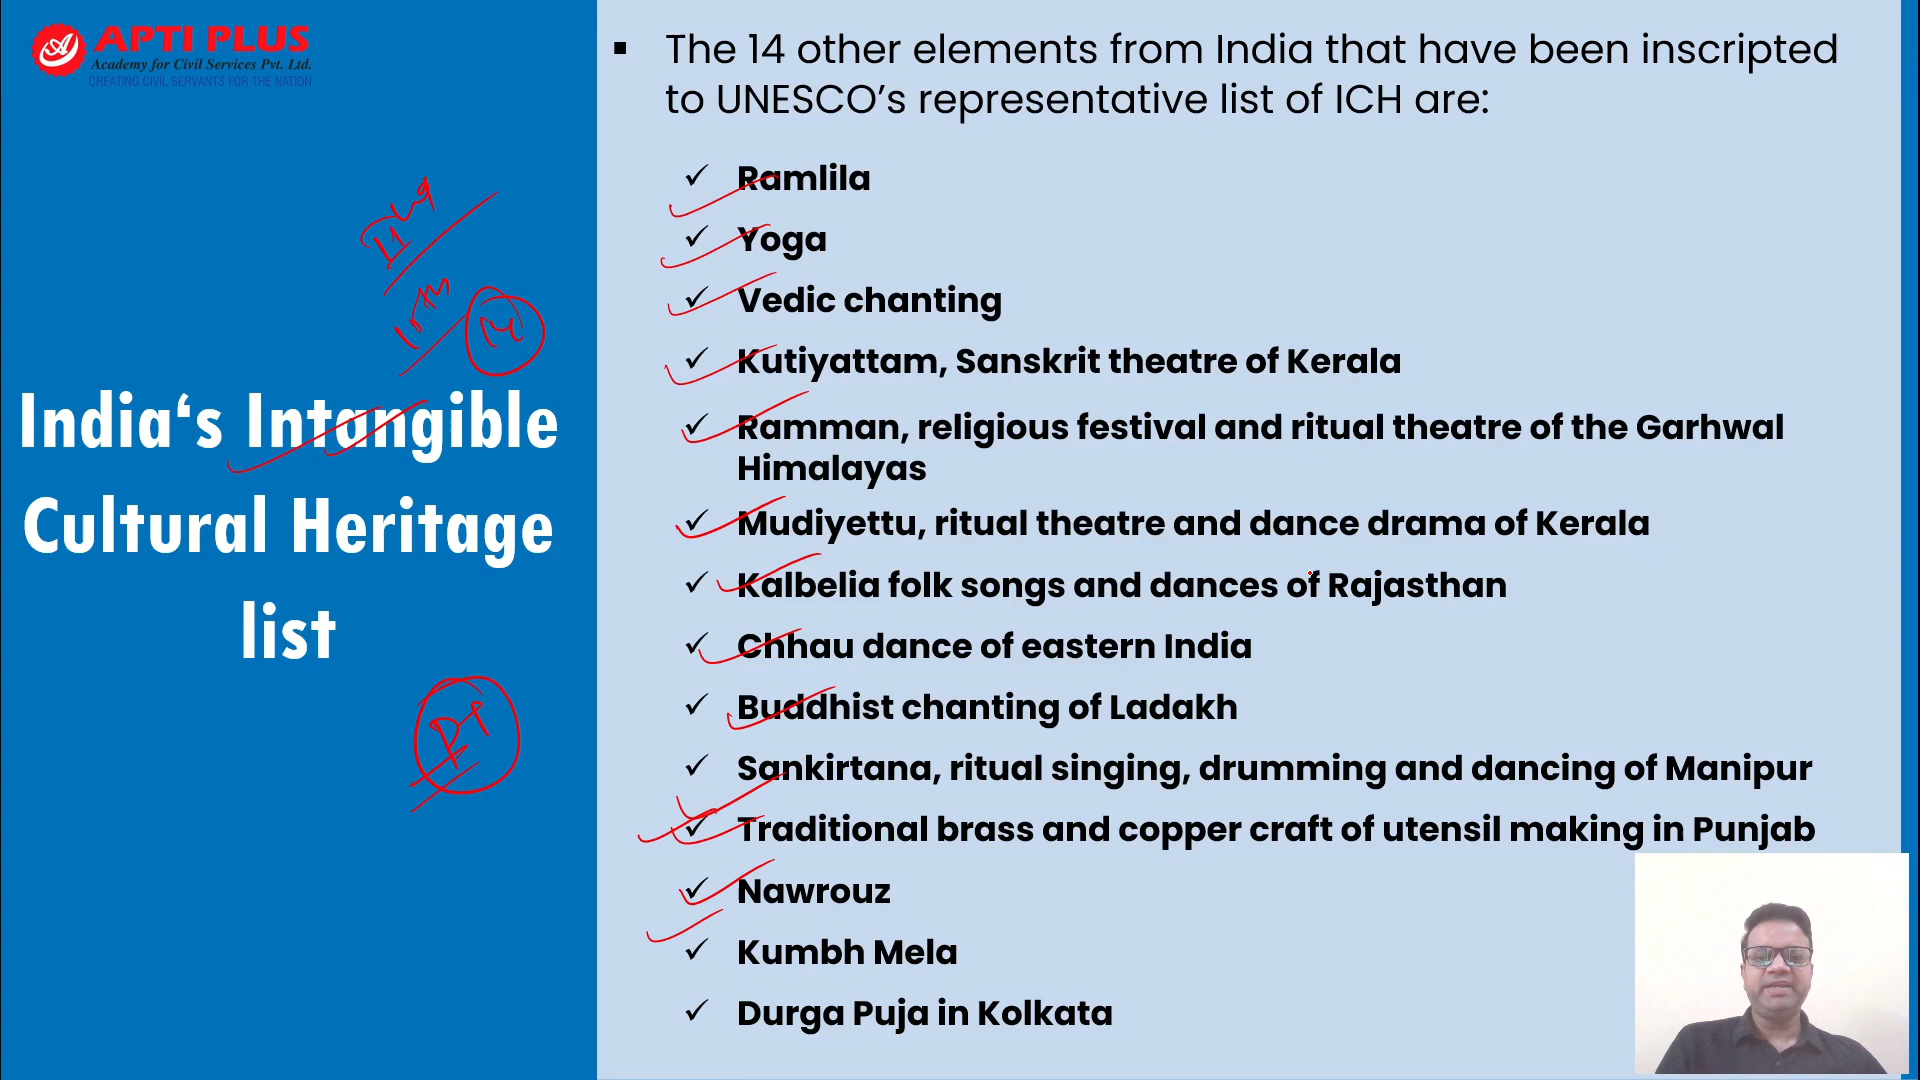 APTI PLUS
Academy for Civil Services Pvt. Ltd.
CREATING CIVIL SERVANTS FOR THE NATION
India‘s Intangible
Cultural Heritage
list
▪ The 14 other elements from India that have been inscripted
to UNESCO’s representative list of ICH are:
✓ Ramlila
✓ Yoga
✓ Vedic chanting
✓ Kutiyattam, Sanskrit theatre of Kerala
✓ Ramman, religious festival and ritual theatre of the Garhwal
Himalayas
✓ Mudiyettu, ritual theatre and dance drama of Kerala
✓ Kalbelia folk songs and dances of Rajasthan
✓ Chhau dance of eastern India
✓ Buddhist chanting of Ladakh
✓ Sankirtana, ritual singing, drumming and dancing of Manipur
✓ Traditional brass and copper craft of utensil making in Punjab
✓ Nawrouz
✓ Kumbh Mela
✓ Durga Puja in Kolkata